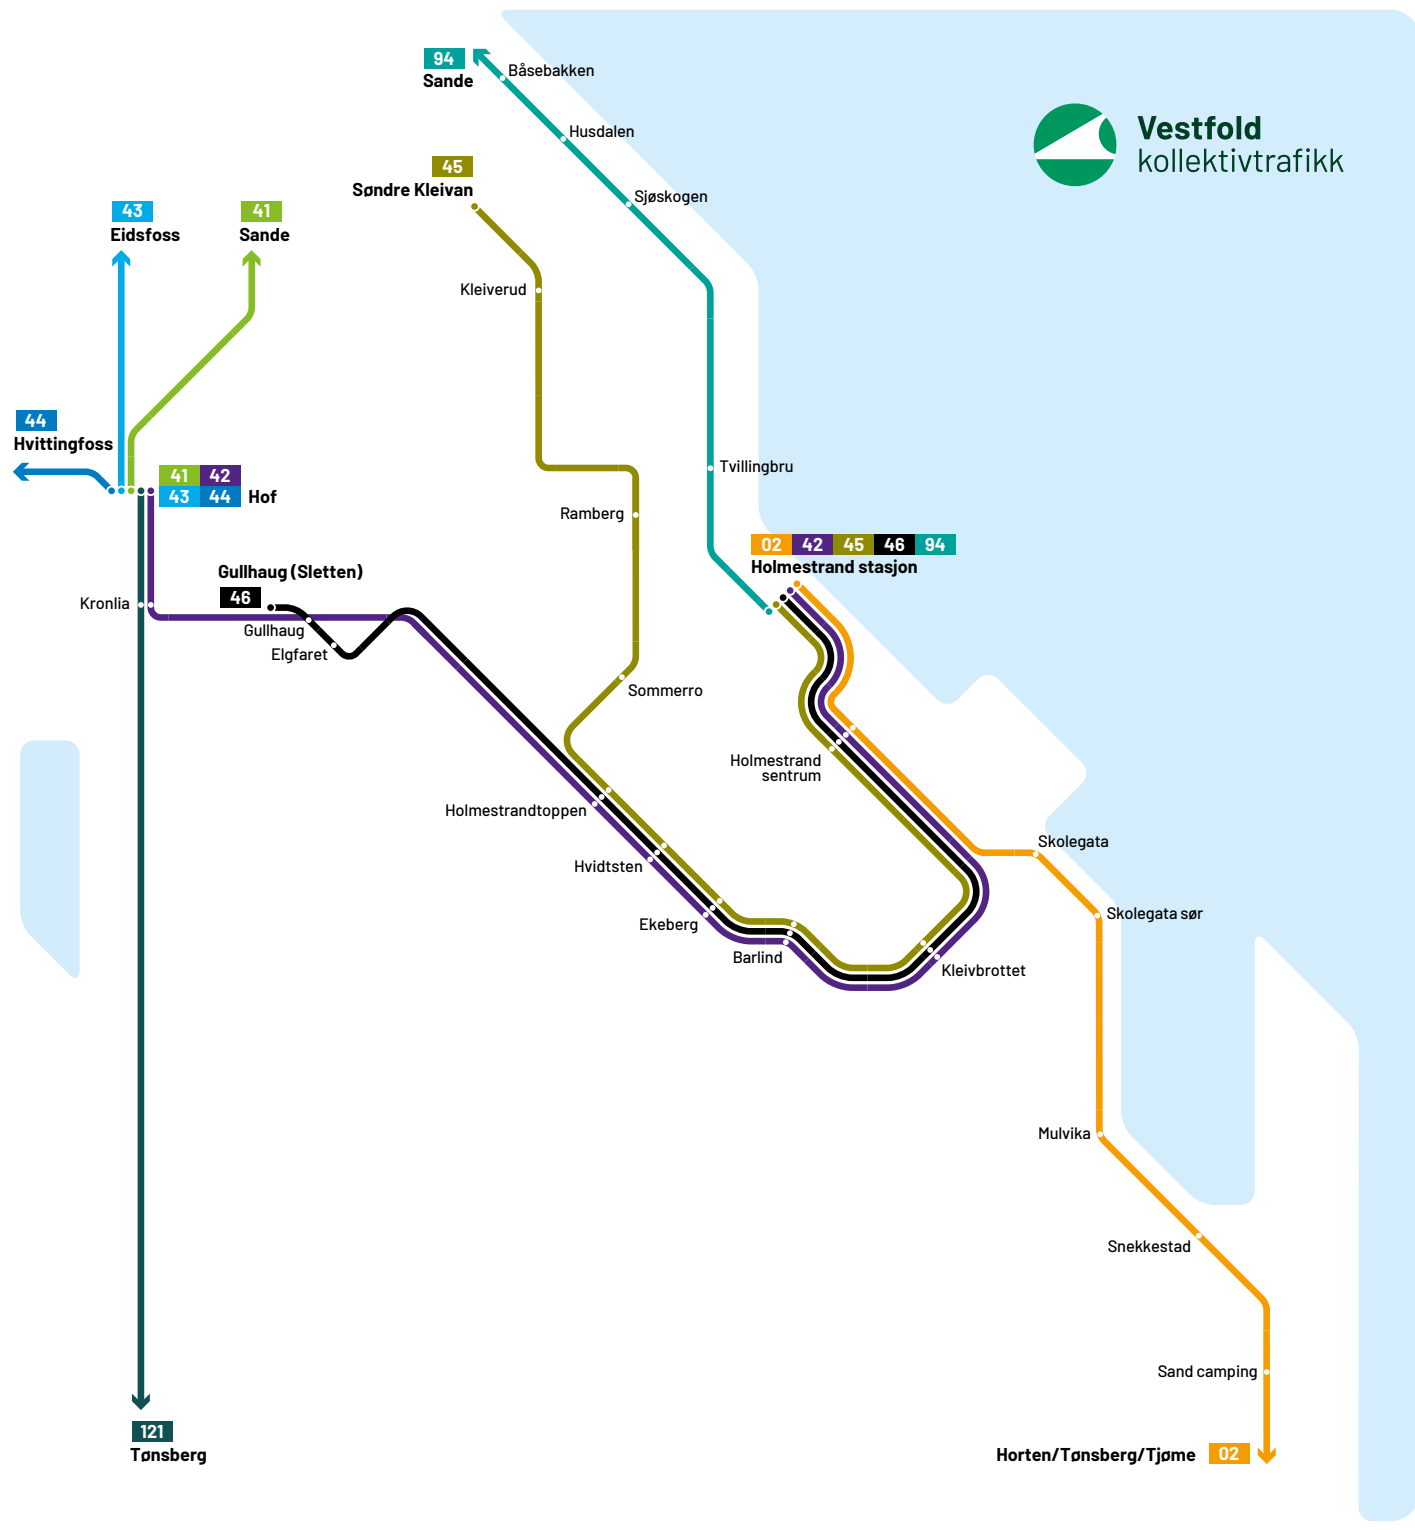 94
Sande
Båsebakken
Husdalen
Vestfold
kollektivtrafikk
45
Søndre Kleivan
Sjøskogen
43
Eidsfoss
41
Sande
Kleiverud
44
Hvittingfoss
41 42
43 44 Hof
Tvillingbru
Ramberg
02 42 45 46 94
Holmestrand stasjon
Gullhaug (Sletten)
46
Kronlia
Gullhaug
Elgfaret
Sommerro
Holmestrand
sentrum
Holmestrandtoppen
Skolegata
Hvidtsten
Skolegata sør
Ekeberg
Barlind
Kleivbrottet
Mulvika
Snekkestad
Sand camping
121
Tønsberg
Horten/Tønsberg/Tjøme 02